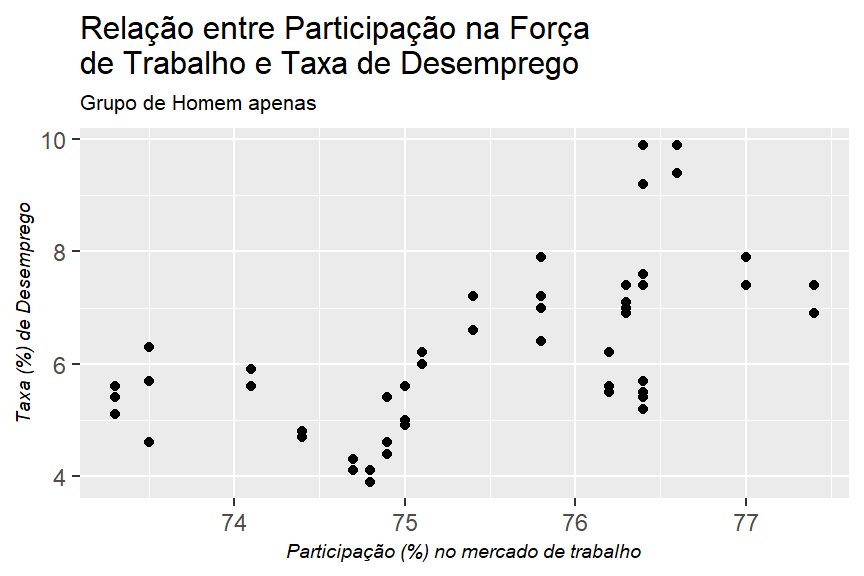 Relação entre Participação na Força
de Trabalho e Taxa de Desemprego
Grupo de Homem apenas
10
8
6
4
Taxa (%) de Desemprego
74 75 76 77
Participação (%) no mercado de trabalho